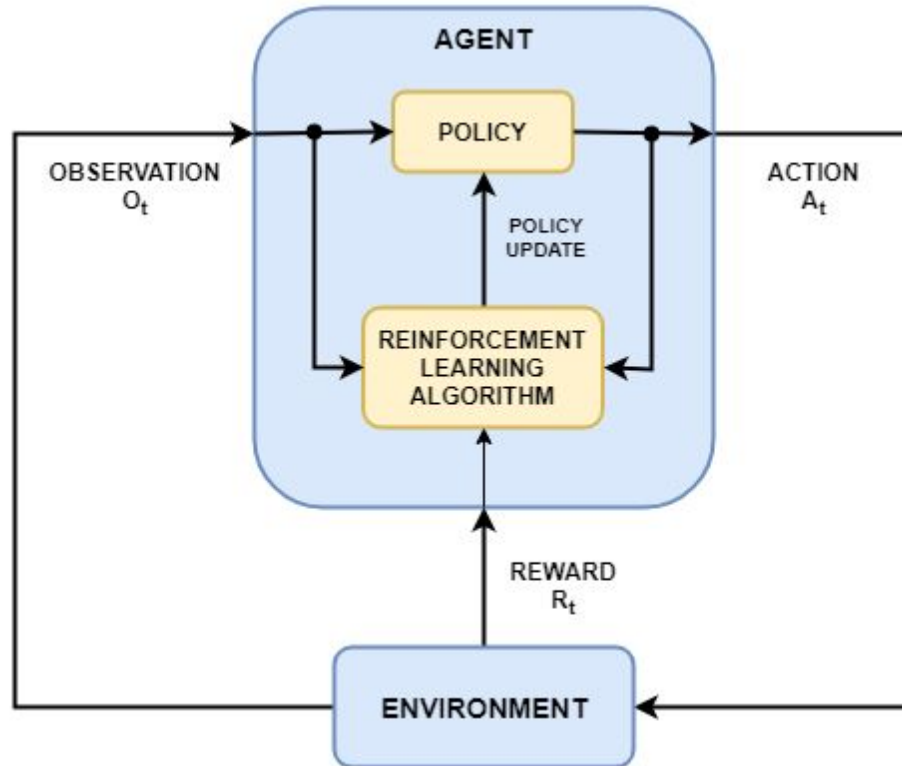 AGENT
POLICY
OBSERVATION
Oₜ
ACTION
Aₜ
POLICY
UPDATE
REINFORCEMENT
LEARNING
ALGORITHM
REWARD
Rₜ
ENVIRONMENT